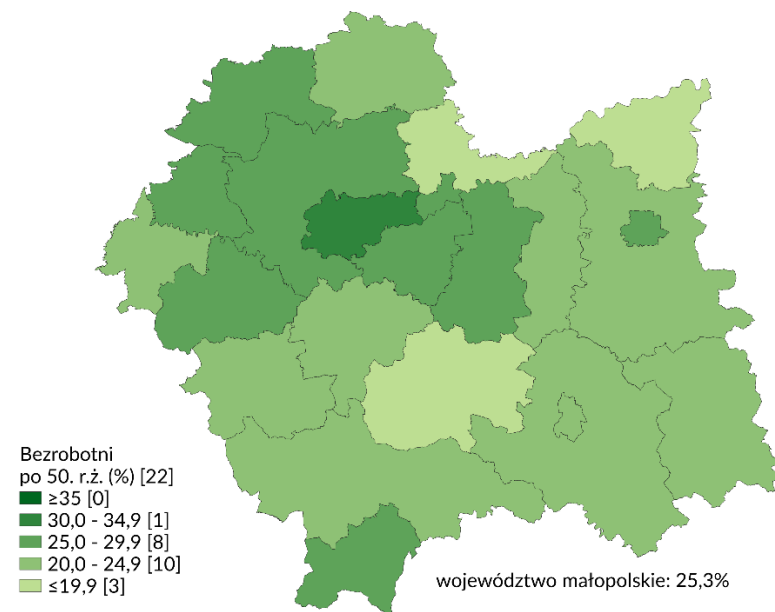 Bezrobotni
po 50. r.ż. (%) [22]
≥35 [0]
30,0 - 34,9 [1]
25,0 - 29,9 [8]
20,0 - 24,9 [10]
≤19,9 [3]
województwo małopolskie: 25,3%